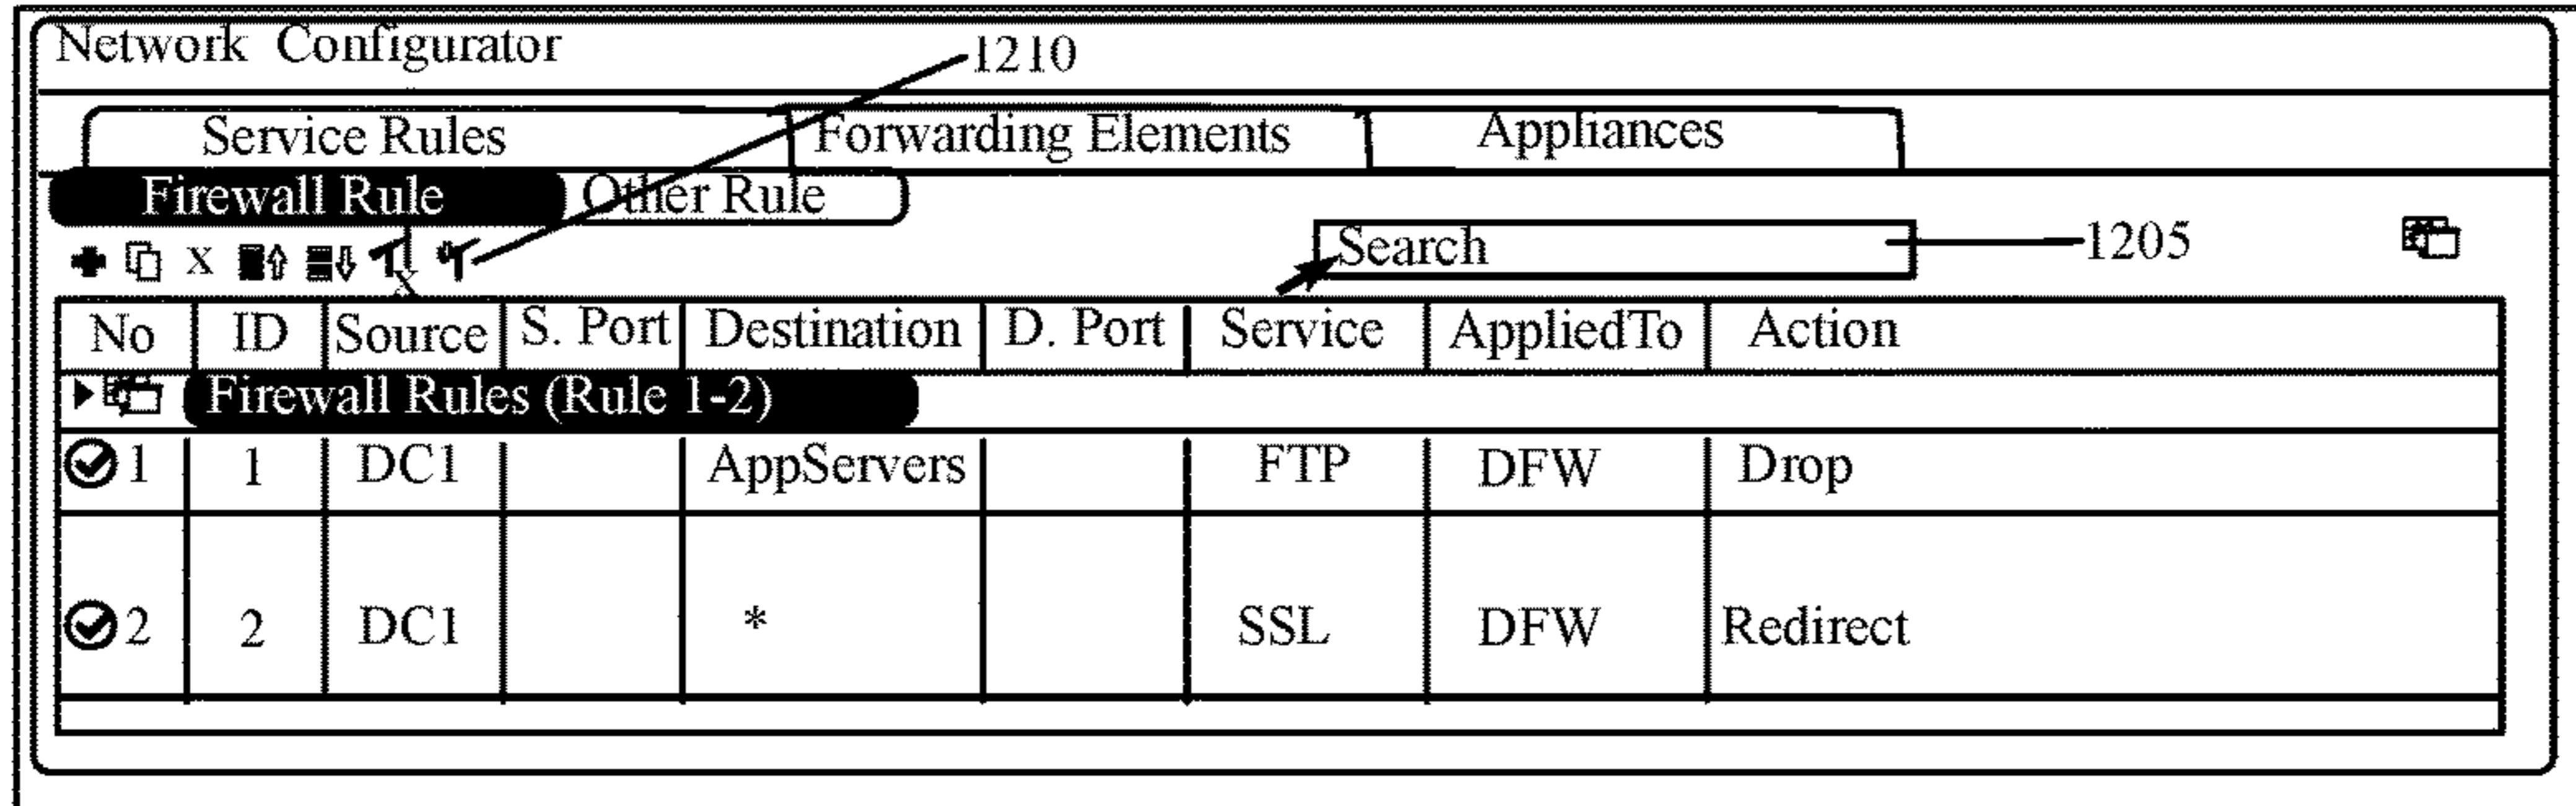 Network Configurator
1210
Service Rules Forwarding Elements Appliances
Firewall Rule Other Rule
X X Search 1205
No ID Source S. Port Destination D. Port Service AppliedTo Action
Firewall Rules (Rule 1-2)
1 1 DC1 AppServers FTP DFW Drop
2 2 DC1 * SSL DFW Redirect